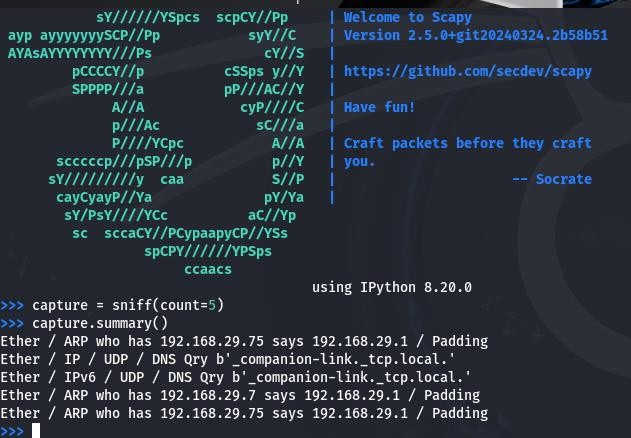 sY//////YSpcs  scpCY//Pp     | Welcome to Scapy
ayp ayyyyyyySCP//Pp           syY//C    | Version 2.5.0+git20240324.2b58b51
AYAsAYYYYYYYY///Ps              cY//S   |
pCCCCY//p          cSSps y//Y   | https://github.com/secdev/scapy
SPPPP///a          pP///AC//Y   |
A//A            cyP////C   | Have fun!
p///Ac            sC///a   |
P////YCpc           A//A   | Craft packets before they craft
scccccp///pSP///p          p//Y   | you.
sY/////////y  caa           S//P   |                      -- Socrate
cayCyayP//Ya              pY/Ya   |
sY/PsY////YCc          aC//Yp
sc  sccaCY//PCypaapyCP//YSs
spCPY//////YPSps
ccaacs
using IPython 8.20.0
>>> capture = sniff(count=5)
>>> capture.summary()
Ether / ARP who has 192.168.29.75 says 192.168.29.1 / Padding
Ether / IP / UDP / DNS Qry b'_companion-link._tcp.local.'
Ether / IPv6 / UDP / DNS Qry b'_companion-link._tcp.local.'
Ether / ARP who has 192.168.29.7 says 192.168.29.1 / Padding
Ether / ARP who has 192.168.29.75 says 192.168.29.1 / Padding
>>>